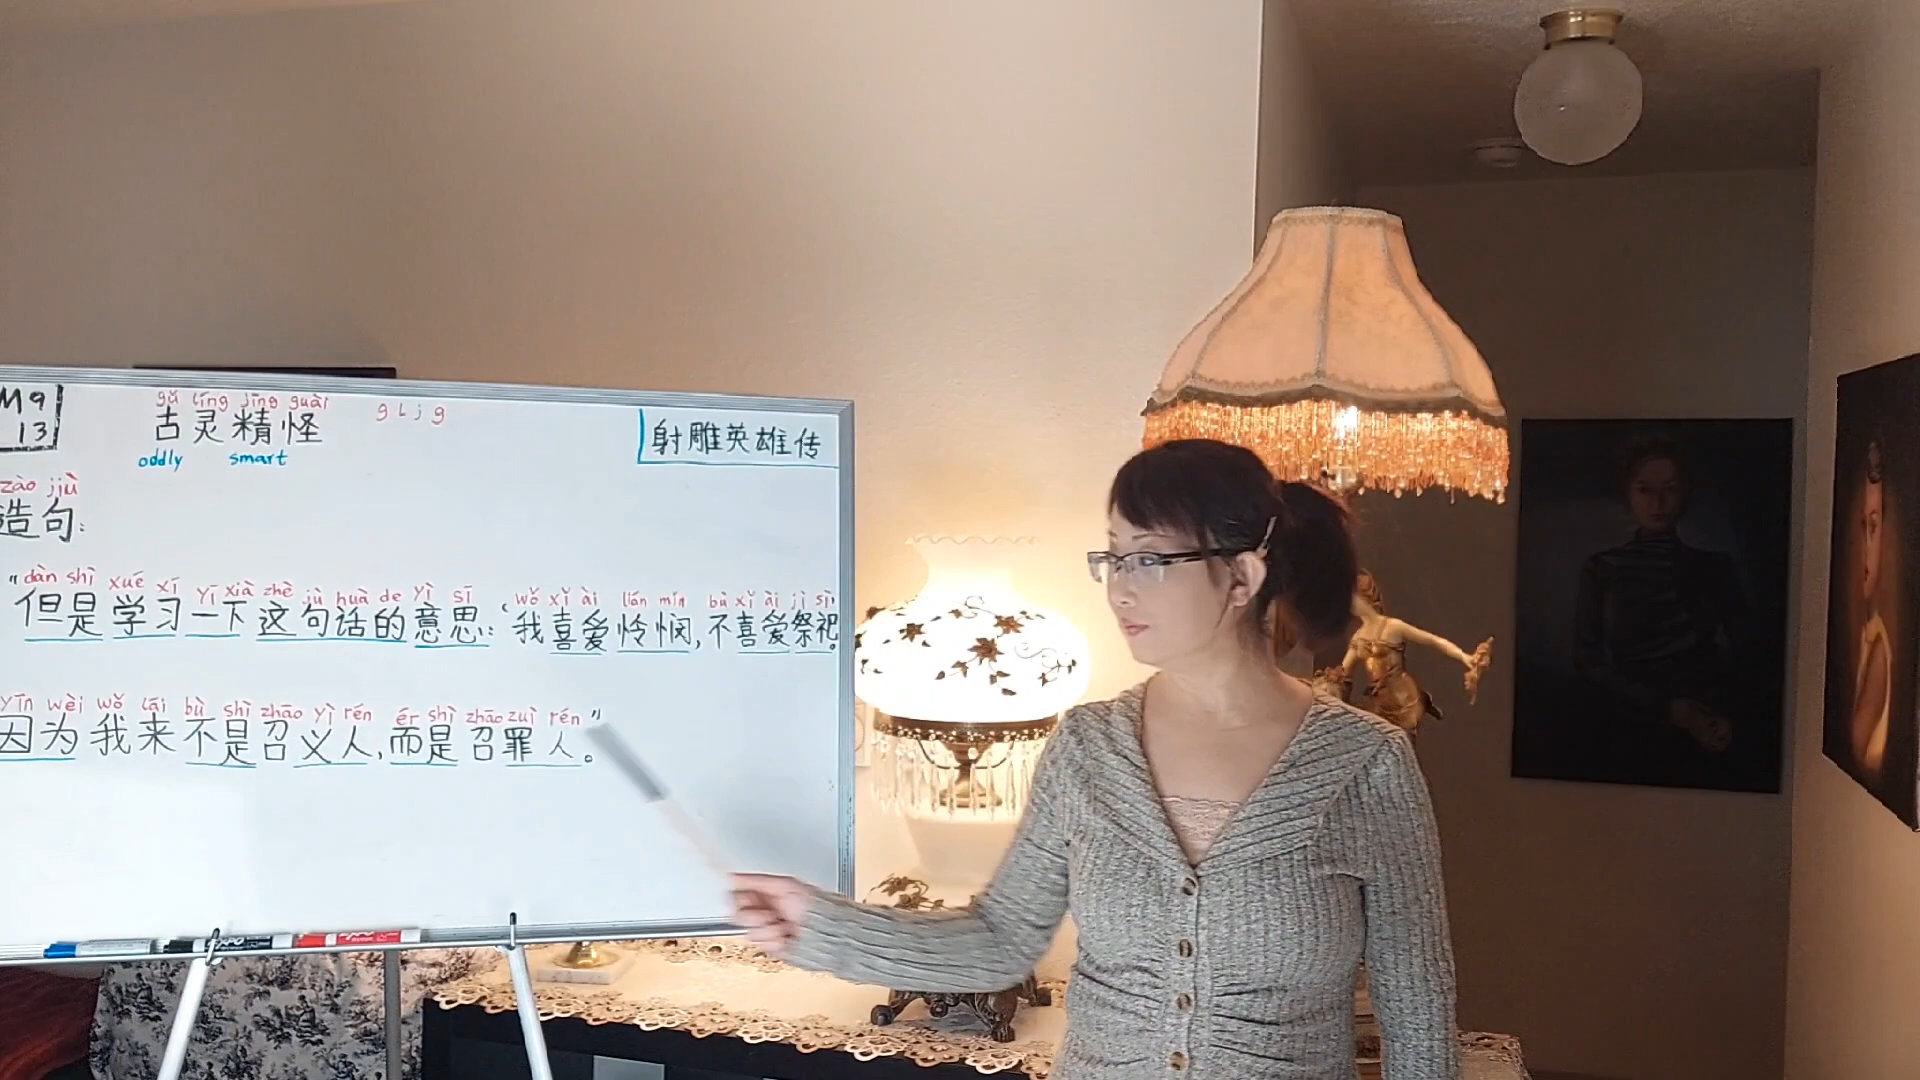 M9
13
gǔ líng jīng guài g L j g
古灵精怪
oddly smart
射雕英雄传
zào jiù
造句:
"dàn shì xué xí yī xià zhè jù huà de yì sī 'wǒ xǐ ài lián mǐn bù xǐ ài jì sì'
但是学习一下这句话的意思:我喜爱怜悯,不喜爱祭祀。
yīn wèi wǒ lái bù shì zhāo yì rén ér shì zhāo zuì rén"
因为我来不是召义人,而是召罪人。